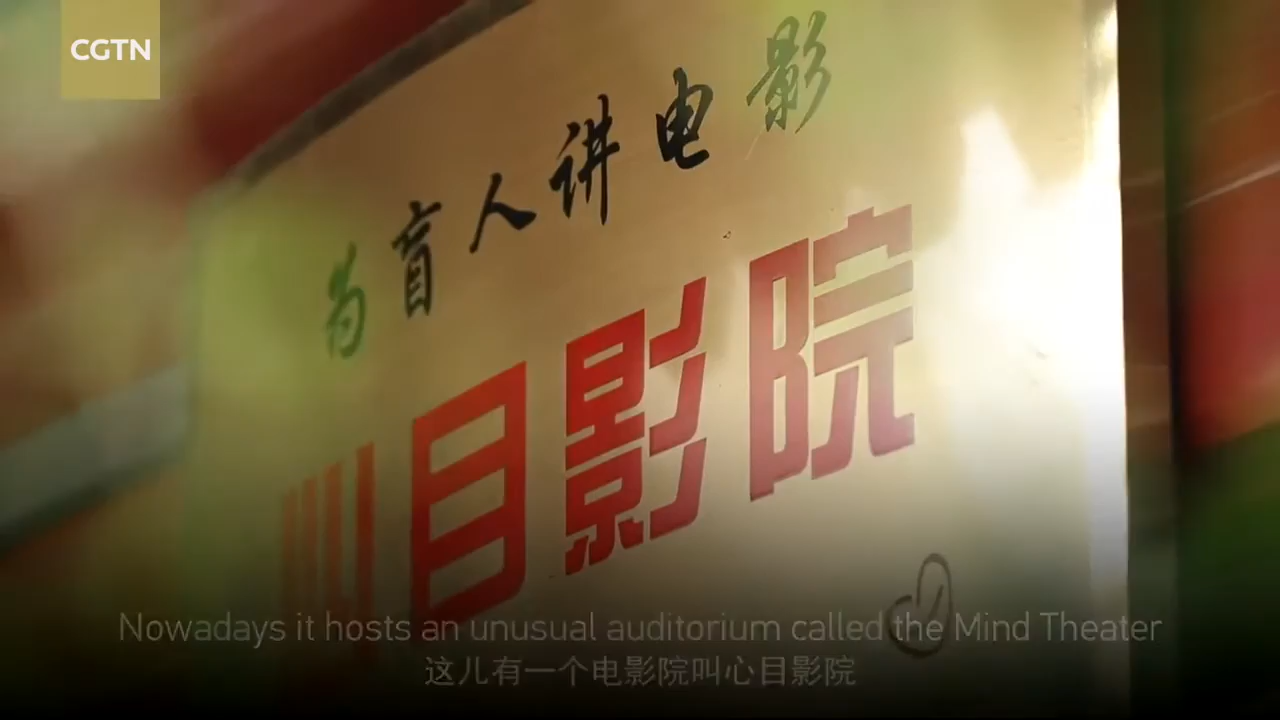 CGTN
为盲人讲电影
心目影院
Nowadays it hosts an unusual auditorium called the Mind Theater
这儿有一个电影院叫心目影院